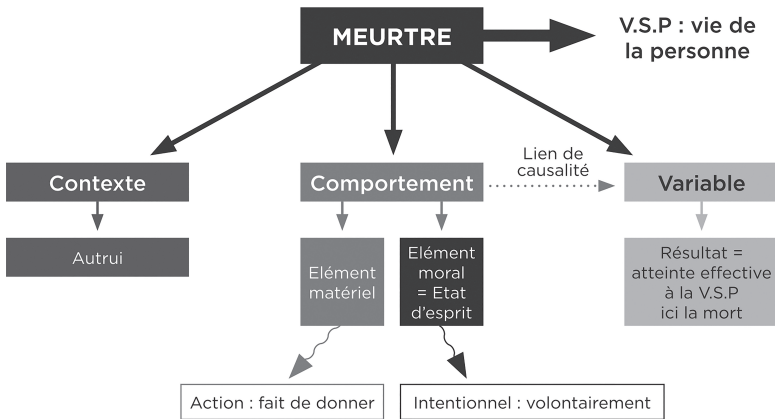 MEURTRE
V.S.P : vie de
la personne
Contexte
Comportement
Lien de
causalité
Variable
Autrui
Elément
matériel
Elément
moral
= Etat
d'esprit
Résultat =
atteinte effective
à la V.S.P
ici la mort
Action : fait de donner
Intentionnel : volontairement